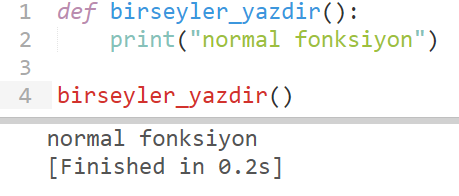 1 def birseyler_yazdir():
2     print("normal fonksiyon")
3
4 birseyler_yazdir()
normal fonksiyon
[Finished in 0.2s]